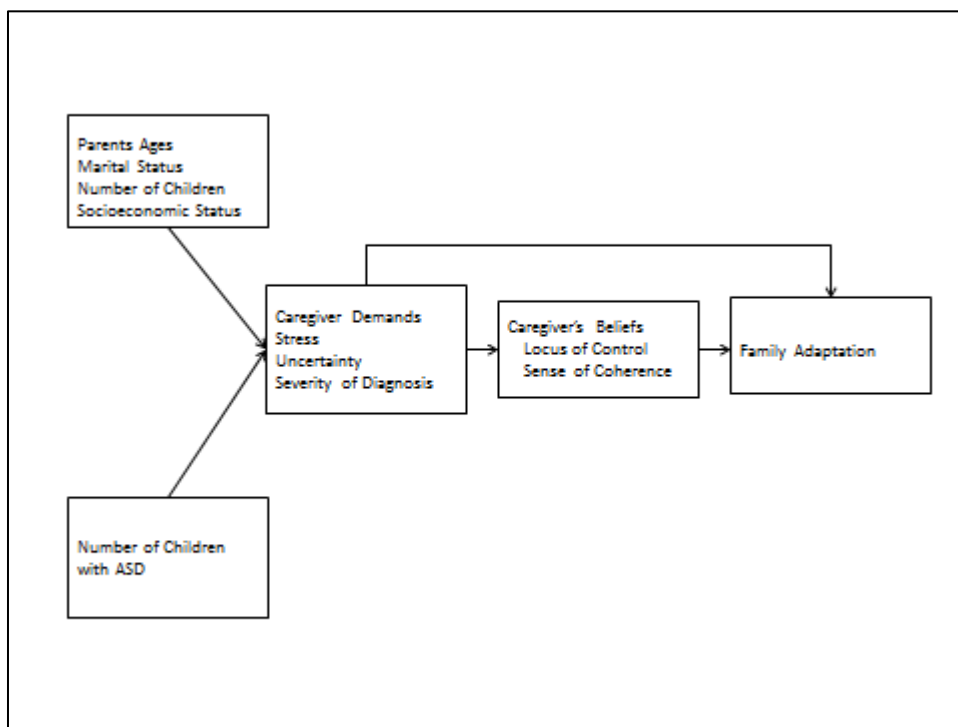 Parents Ages
Marital Status
Number of Children
Socioeconomic Status
Caregiver Demands
Stress
Uncertainty
Severity of Diagnosis
Caregiver's Beliefs
Locus of Control
Sense of Coherence
Family Adaptation
Number of Children
with ASD